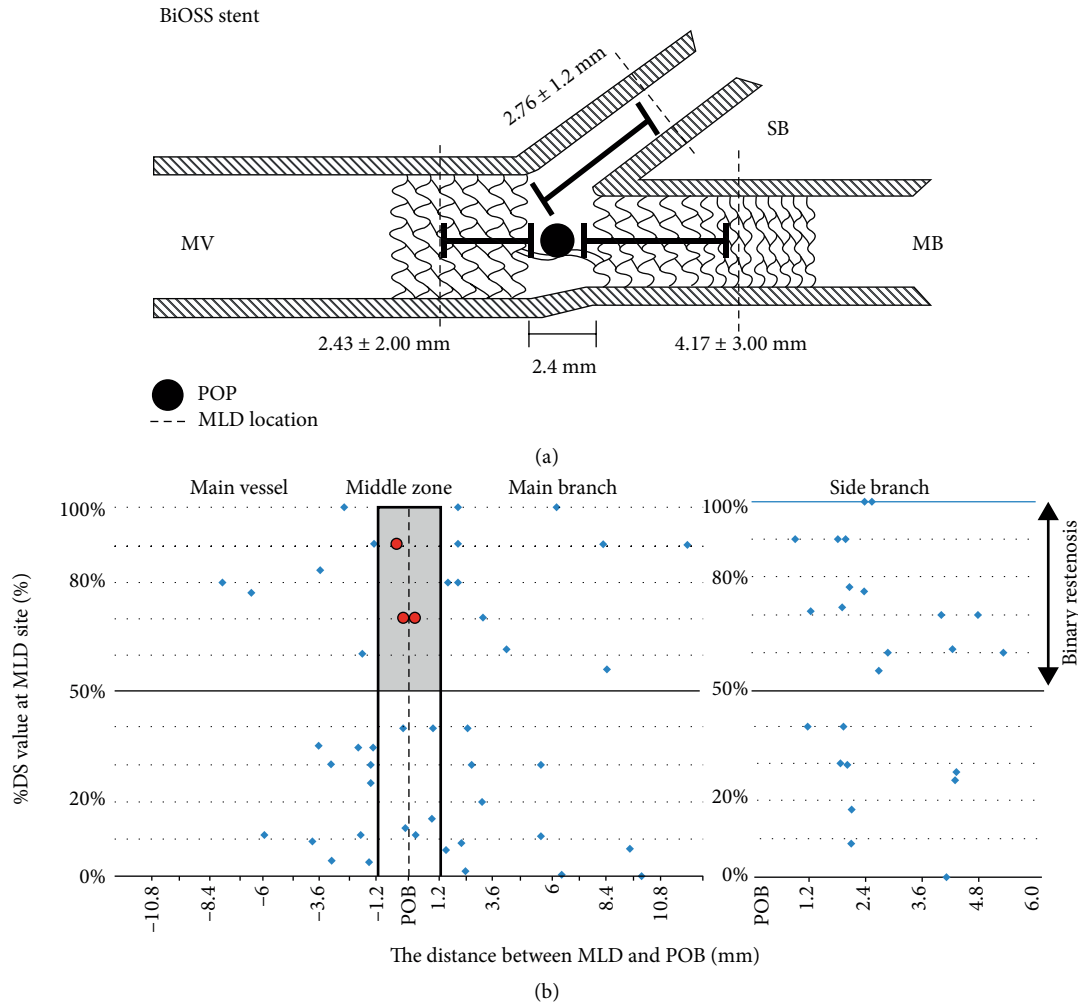 BiOSS stent
2.76 ± 1.2 mm
SB
MV
MB
2.43 ± 2.00 mm
4.17 ± 3.00 mm
2.4 mm
POP
MLD location
(a)
Main vessel
Middle zone
Main branch
Side branch
100%
80%
50%
20%
0%
%DS value at MLD site (%)
−10.8
−8.4
−6
−3.6
−1.2
POB
1.2
3.6
6
8.4
10.8
100%
80%
50%
20%
0%
POB
1.2
2.4
3.6
4.8
6.0
Binary restenosis
The distance between MLD and POB (mm)
(b)